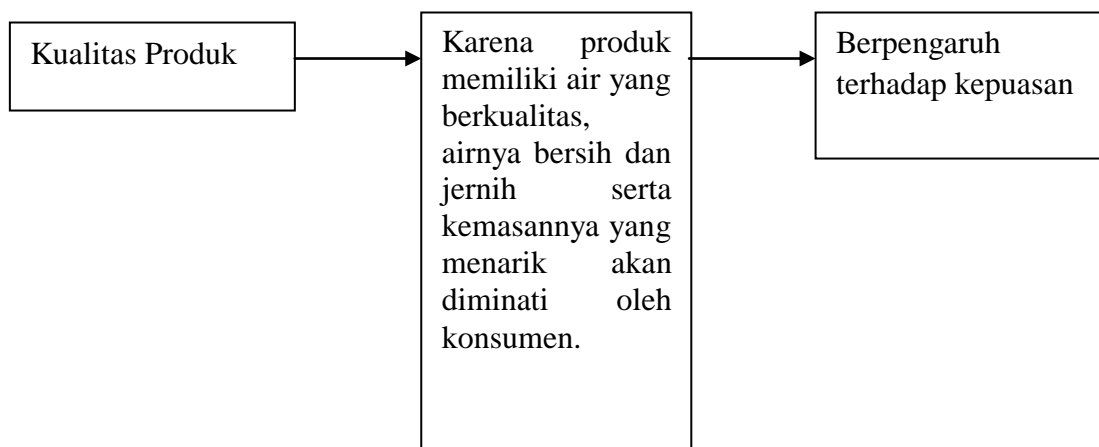 Kualitas Produk
Karena produk
memiliki air yang
berkualitas,
airnya bersih dan
jernih serta
kemasannya yang
menarik akan
diminati oleh
konsumen.
Berpengaruh
terhadap kepuasan